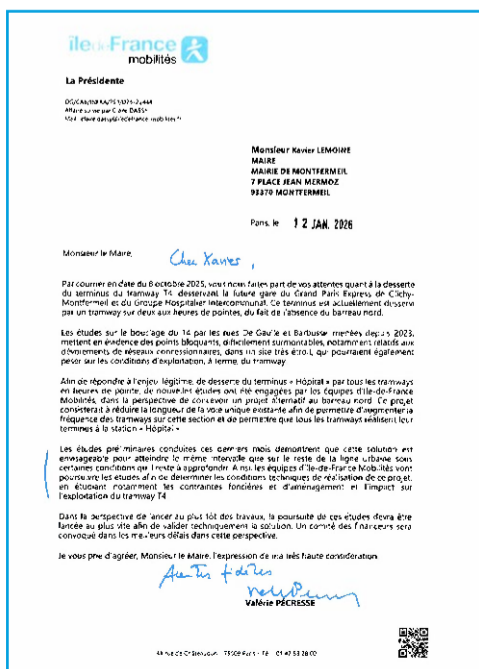 île de France
mobilités
La Présidente
Monsieur Xavier LEMOINE
MAIRE
MAIRIE DE MONTFERMEIL
7 PLACE JEAN MERMOZ
93370 MONTFERMEIL
Paris, le 12 JAN. 2026
Monsieur le Maire,
Cher Xavier,
Par courrier en date du 6 octobre 2025, vous nous faites part de vos attentes quant à la desserte
du terminus du tramway T4 desservant la future gare du Grand Paris Express de Clichy-
Montfermeil et du Groupe Hospitalier Intercommunal. Ce terminus est actuellement desservi
par un tramway sur deux aux heures de pointes, du fait de l'absence du barreau nord.
Les études sur le bouclage du T4 par les rues De Gaulle et Barbusse menées depuis 2023,
mettent en évidence des points bloquants, difficilement surmontables, notamment relatifs aux
dévoiements de réseaux concessionnaires, dans un site très étroit, qui pourraient également
peser sur les conditions d'exploitation, à terme, du tramway.
Afin de répondre à l'enjeu légitime, de desserte du terminus « Hôpital » par tous les tramways
en heures de pointe, de nouvelles études ont été engagées par les équipes d'Île-de-France
Mobilités, dans la perspective de concevoir un projet alternatif au barreau nord. Ce projet
consisterait à réduire la longueur de la voie unique existante afin de permettre d'augmenter la
fréquence des tramways sur cette section et de permettre que tous les tramways réalisent leur
terminus à la station « Hôpital »
Les études préliminaires conduites ces derniers mois démontrent que cette solution est
envisageable pour atteindre le même intervalle que sur le reste de la ligne urbaine sous
certaines conditions qu'il reste à approfondir. Ainsi les équipes d'Île-de-France Mobilités vont
poursuivre les études afin de déterminer les conditions techniques de réalisation de ce projet,
en étudiant notamment les contraintes foncières et d'aménagement et l'impact sur
l'exploitation du tramway T4
Dans la perspective de lancer au plus tôt des travaux, la poursuite de ces études devra être
lancée au plus vite afin de valider techniquement la solution. Un comité des financeurs sera
convoqué dans les meilleurs délais dans cette perspective.
Je vous prie d'agréer, Monsieur le Maire, l'expression de ma très haute considération
fidèles
Valérie PÉCRESSE
75009 Paris - Tél. 01 47 53 28 00